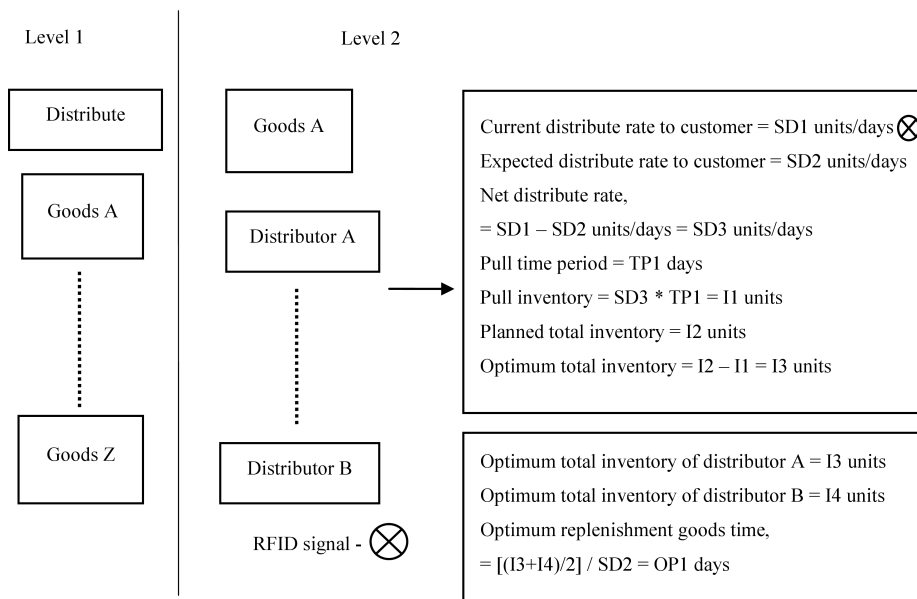 Level 1
Distribute
Goods A
Goods Z
Level 2
Goods A
Distributor A
Distributor B
RFID signal -
Current distribute rate to customer = SD1 units/days
Expected distribute rate to customer = SD2 units/days
Net distribute rate,
= SD1 – SD2 units/days = SD3 units/days
Pull time period = TP1 days
Pull inventory = SD3 * TP1 = I1 units
Planned total inventory = I2 units
Optimum total inventory = I2 – I1 = I3 units
Optimum total inventory of distributor A = I3 units
Optimum total inventory of distributor B = I4 units
Optimum replenishment goods time,
= [(I3+I4)/2] / SD2 = OP1 days